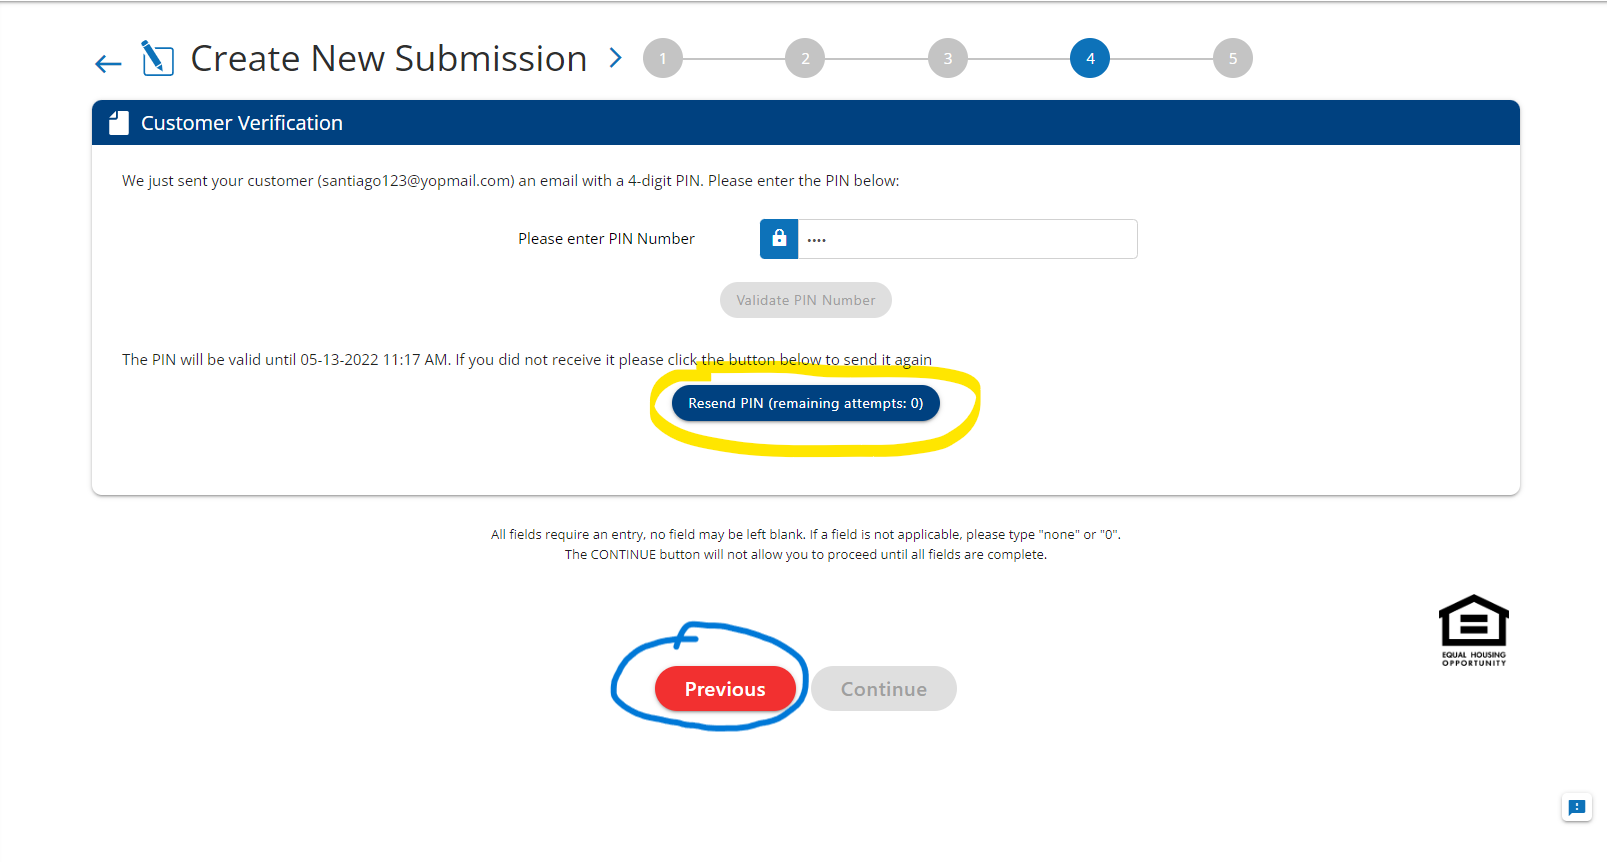 Create New Submission
1 2 3 4 5
Customer Verification
We just sent your customer (santiago123@yopmail.com) an email with a 4-digit PIN. Please enter the PIN below:
Please enter PIN Number ••••
Validate PIN Number
The PIN will be valid until 05-13-2022 11:17 AM. If you did not receive it please click the button below to send it again
Resend PIN (remaining attempts: 0)
All fields require an entry, no field may be left blank. If a field is not applicable, please type "none" or "0".
The CONTINUE button will not allow you to proceed until all fields are complete.
EQUAL HOUSING
OPPORTUNITY
Previous Continue